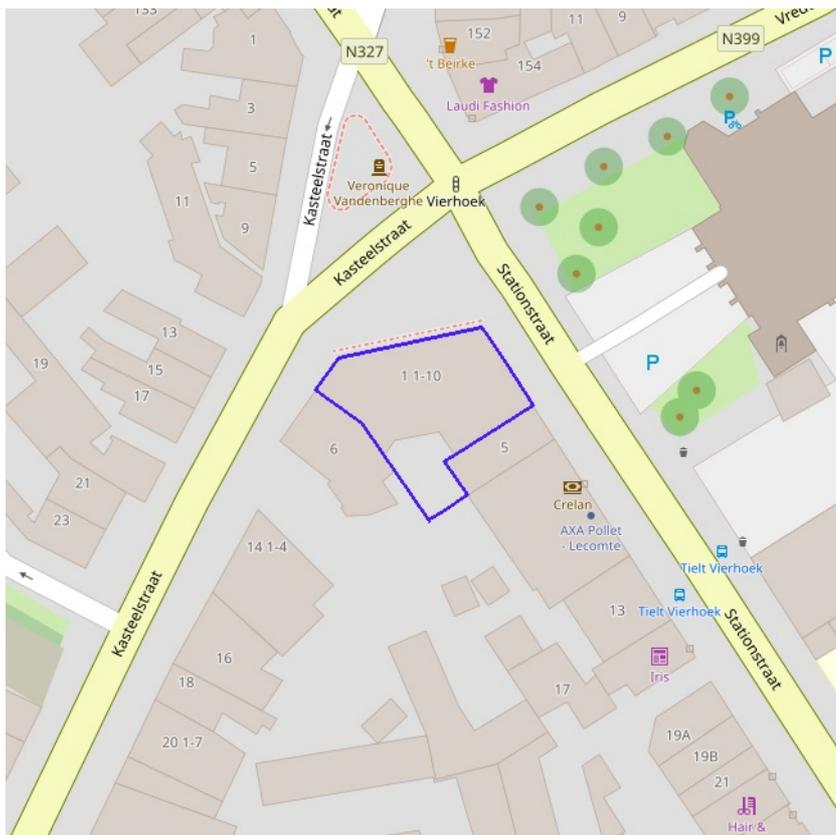 133
1
N327
152
't Beirke
154
11
9
N399
P
Laudi Fashion
P
3
5
11
9
Kasteelstraat
Veronique
Vandenberghe
Vierhoek
Kasteelstraat
Stationstraat
13
15
17
19
1 1-10
P
6
5
21
23
Crelan
AXA Pollet
- Lecomte
14 1-4
Tielt Vierhoek
Tielt Vierhoek
13
Kasteelstraat
Stationstraat
16
18
17
Iris
20 1-7
19A
19B
21
Hair &